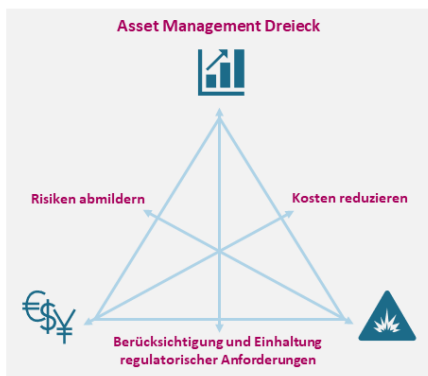 Asset Management Dreieck
Risiken abmildern
Kosten reduzieren
€$¥
Berücksichtigung und Einhaltung
regulatorischer Anforderungen